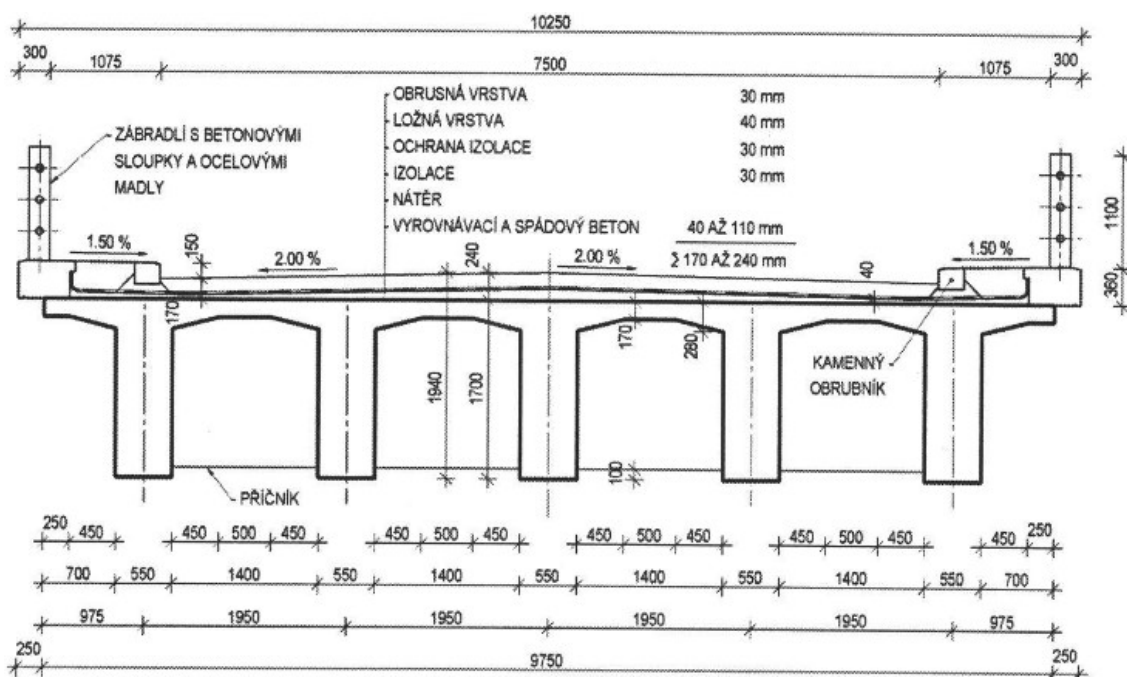 10250
300 1075 7500 1075 300
OBRUSNÁ VRSTVA 30 mm
LOŽNÁ VRSTVA 40 mm
OCHRANA IZOLACE 30 mm
IZOLACE 30 mm
NÁTĚR
VYROVNÁVACÍ A SPÁDOVÝ BETON 40 AŽ 110 mm
Ż 170 AŽ 240 mm
ZÁBRADLÍ S BETONOVÝMI
SLOUPKY A OCELOVÝMI
MADLY
1.50 % 150 2.00 % 240 2.00 % 40 1.50 %
1100
360
170 170 280
1940 1700 100
KAMENNÝ
OBRUBNÍK
PŘÍČNÍK
250 450 450 500 450 450 500 450 450 500 450 450 500 450 450 250
700 550 1400 550 1400 550 1400 550 1400 550 700
975 1950 1950 1950 1950 975
250 9750 250